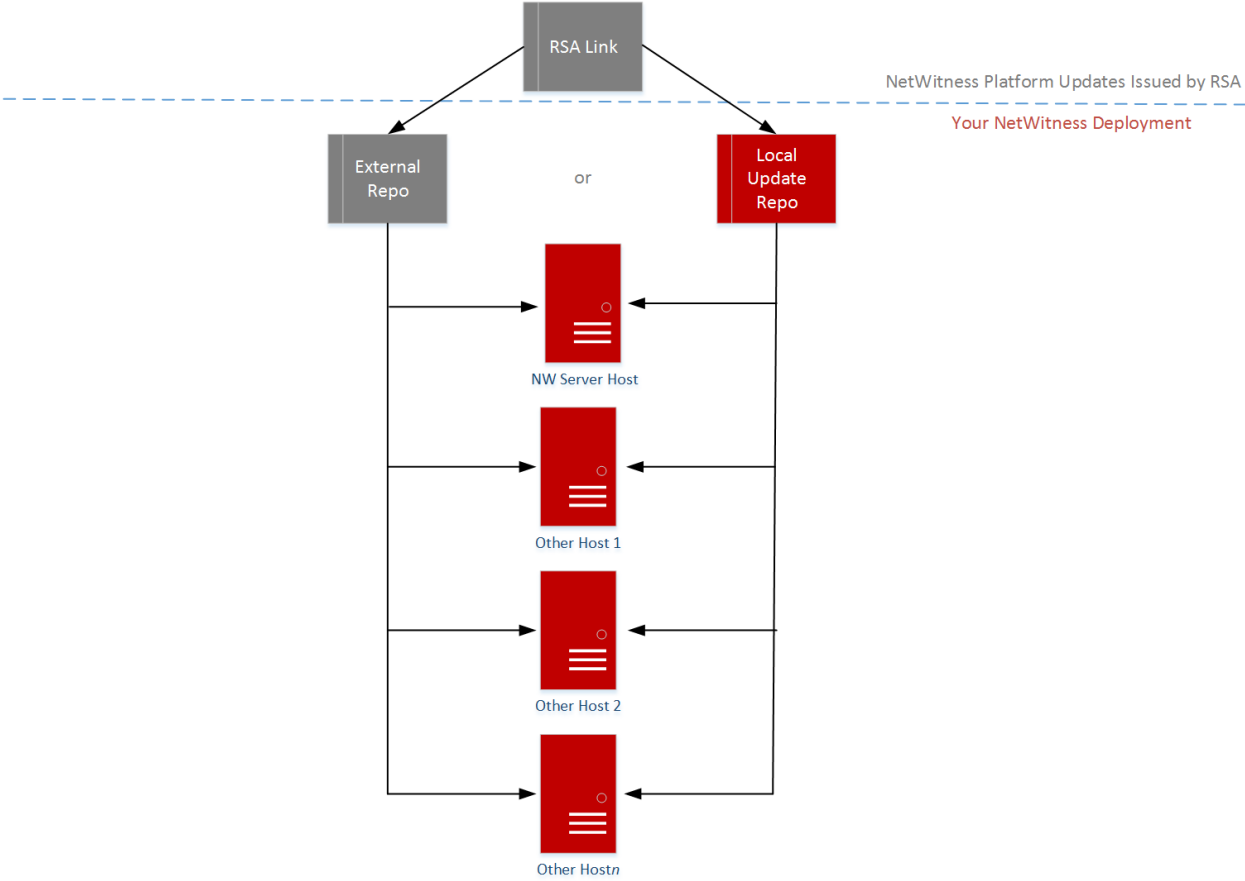 RSA Link
NetWitness Platform Updates Issued by RSA
Your NetWitness Deployment
External
Repo
or
Local
Update
Repo
NW Server Host
Other Host 1
Other Host 2
Other Hostn